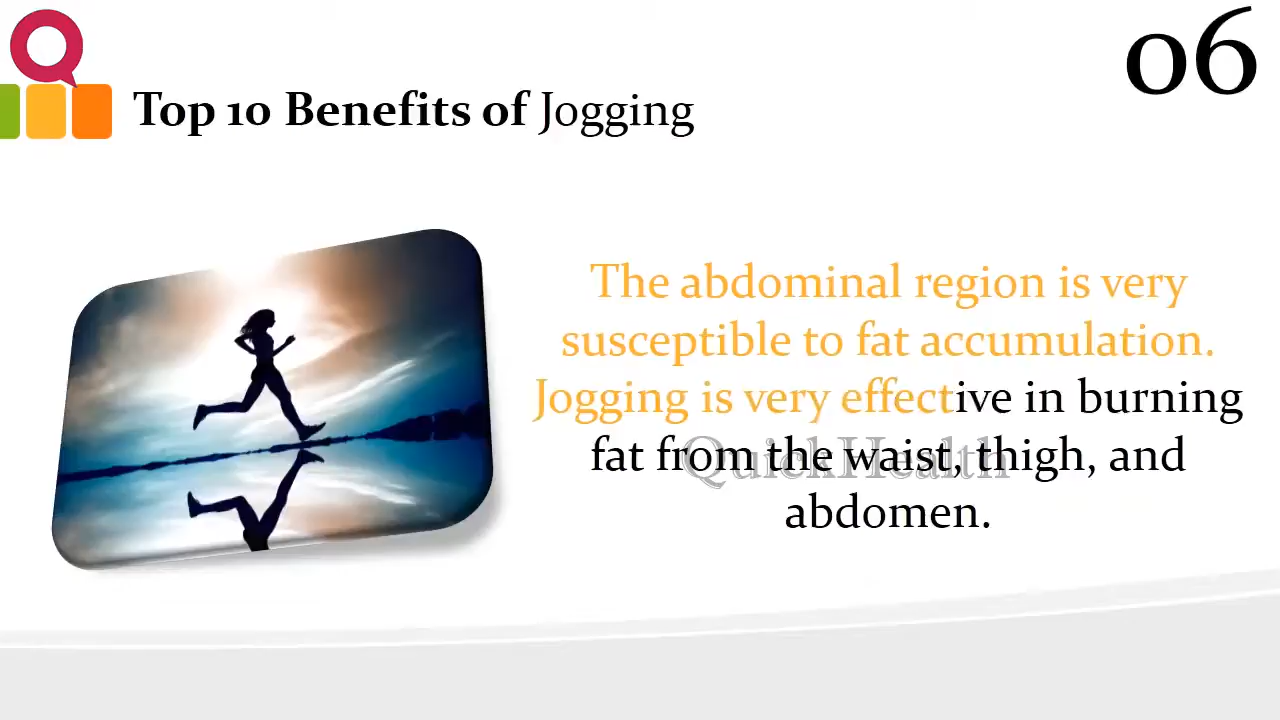 06
Top 10 Benefits of Jogging
The abdominal region is very
susceptible to fat accumulation.
Jogging is very effective in burning
fat from the waist, thigh, and
abdomen.
QuickHealth